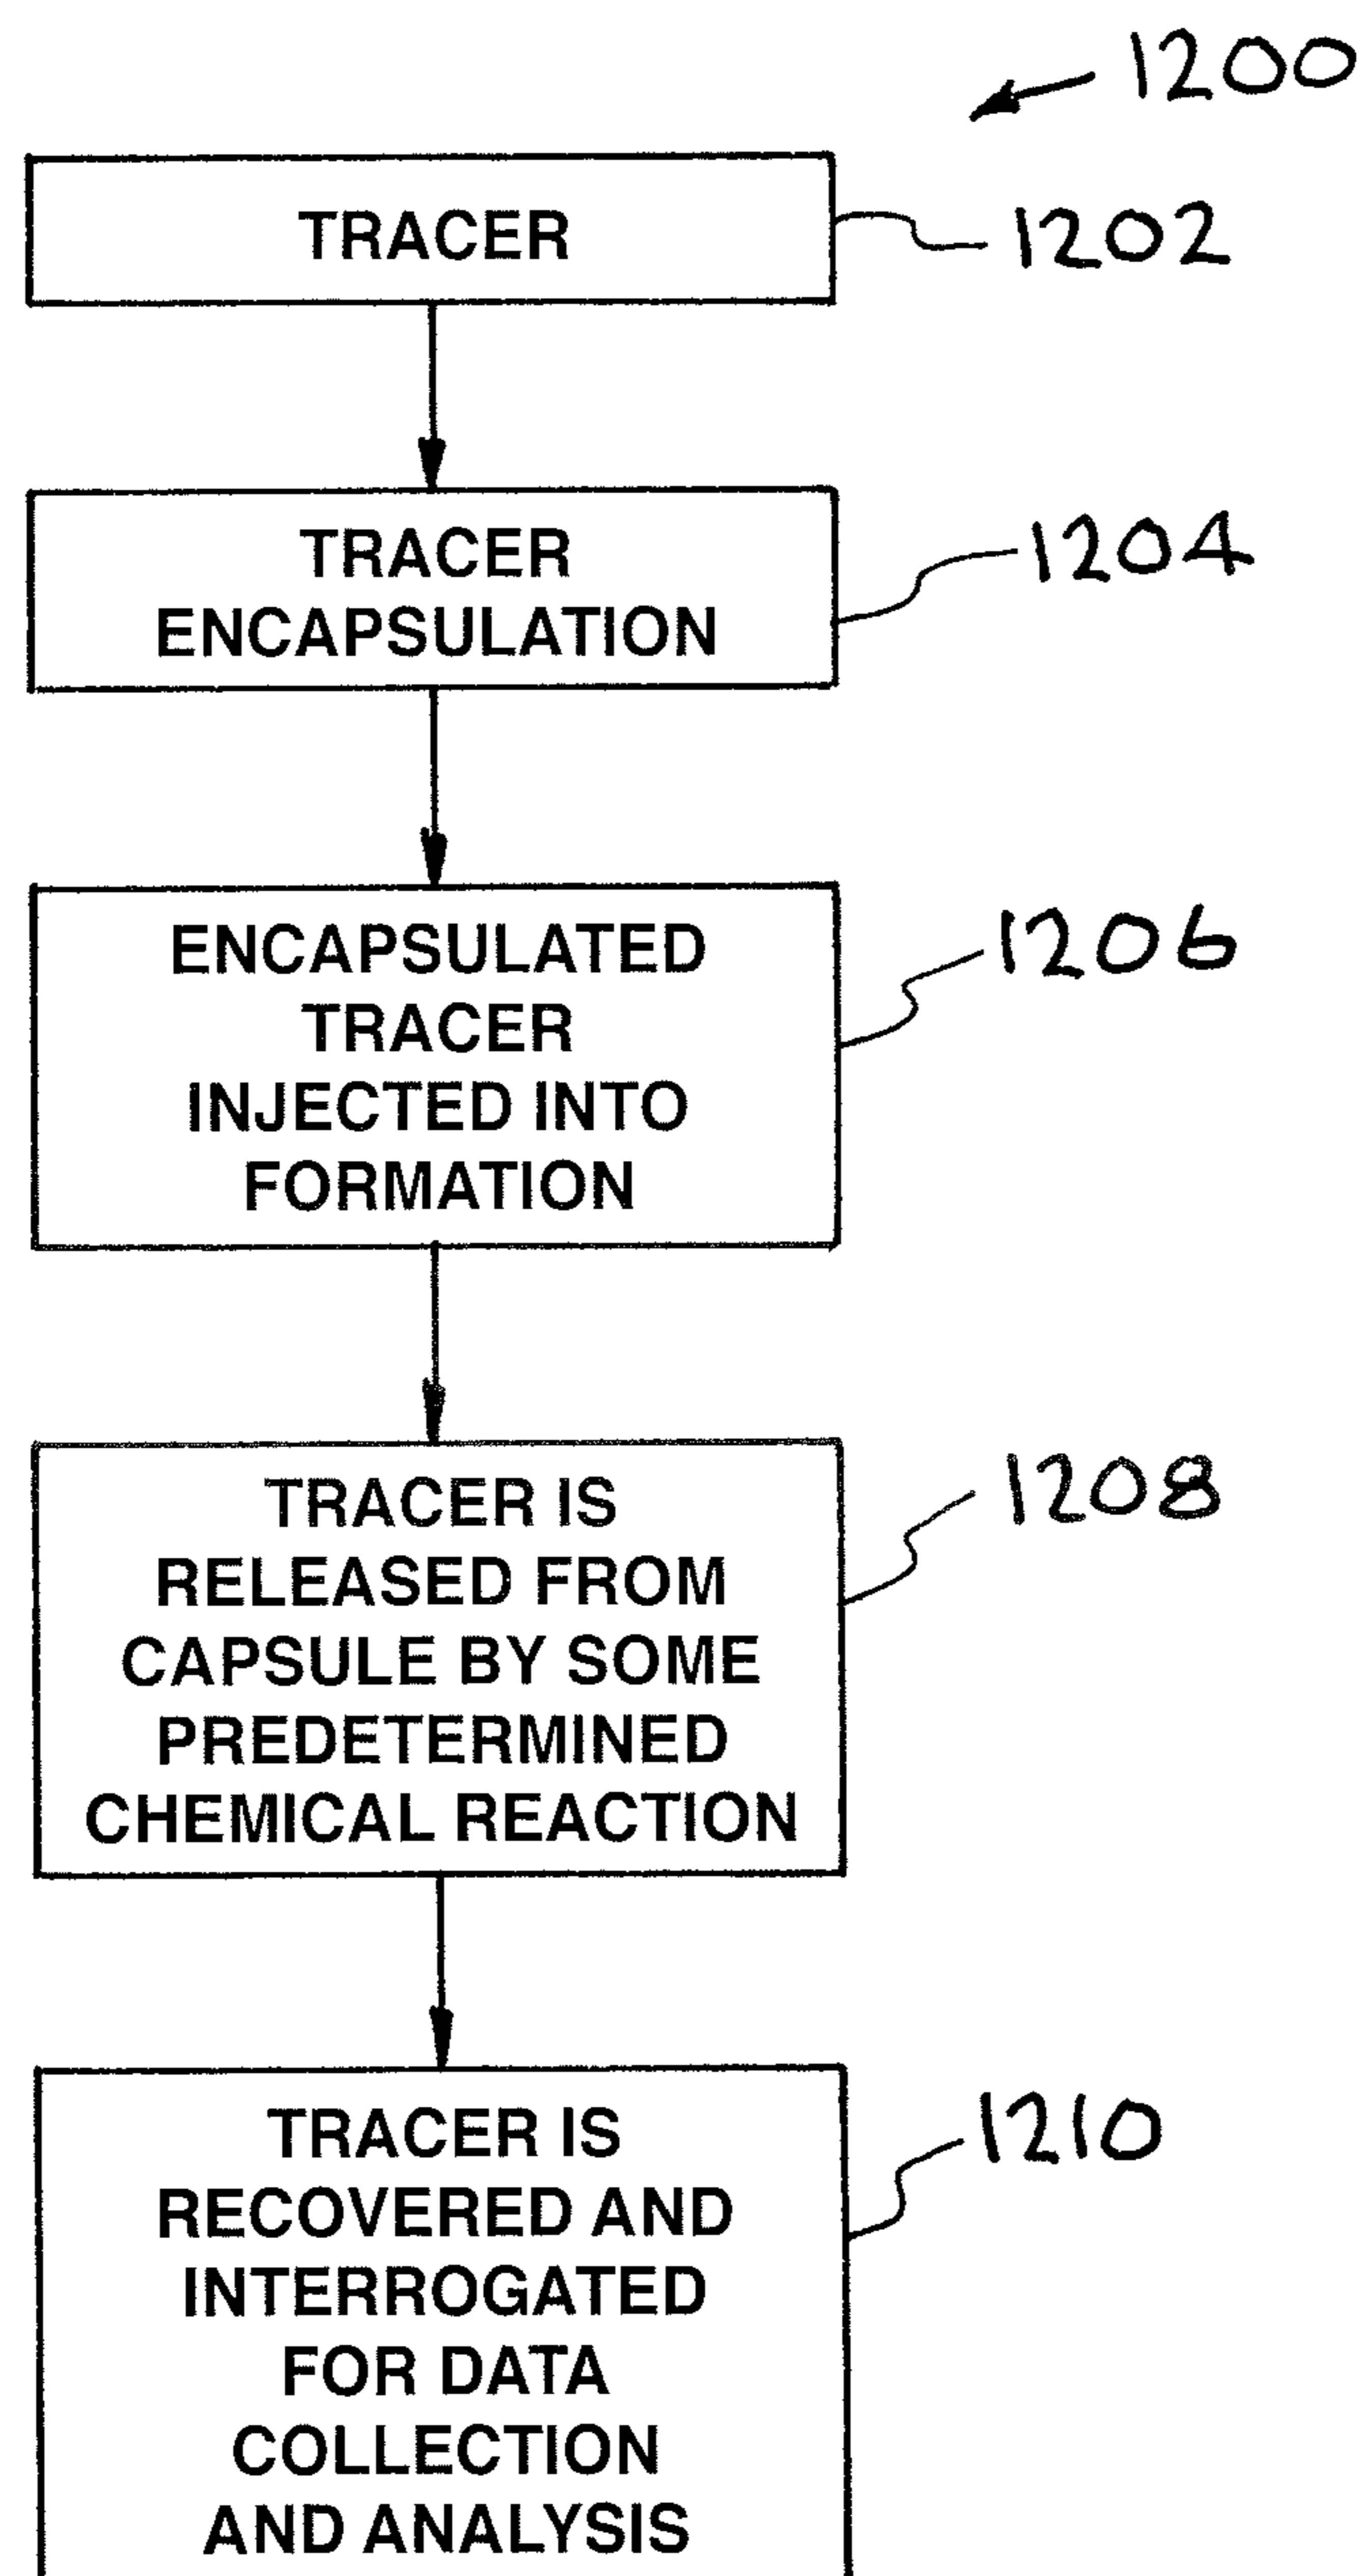 1200
TRACER
1202
TRACER
ENCAPSULATION
1204
ENCAPSULATED
TRACER
INJECTED INTO
FORMATION
1206
TRACER IS
RELEASED FROM
CAPSULE BY SOME
PREDETERMINED
CHEMICAL REACTION
1208
TRACER IS
RECOVERED AND
INTERROGATED
FOR DATA
COLLECTION
AND ANALYSIS
1210